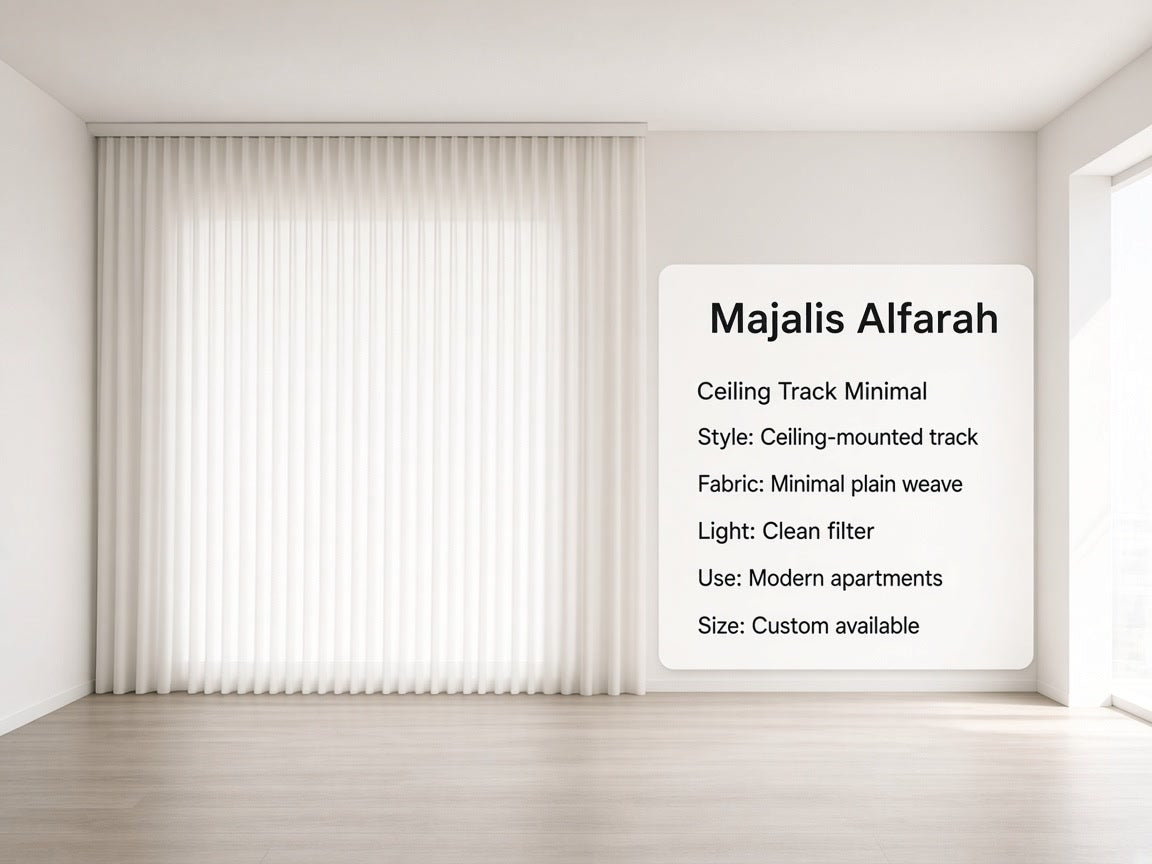 Majalis Alfarah
Ceiling Track Minimal
Style: Ceiling-mounted track
Fabric: Minimal plain weave
Light: Clean filter
Use: Modern apartments
Size: Custom available